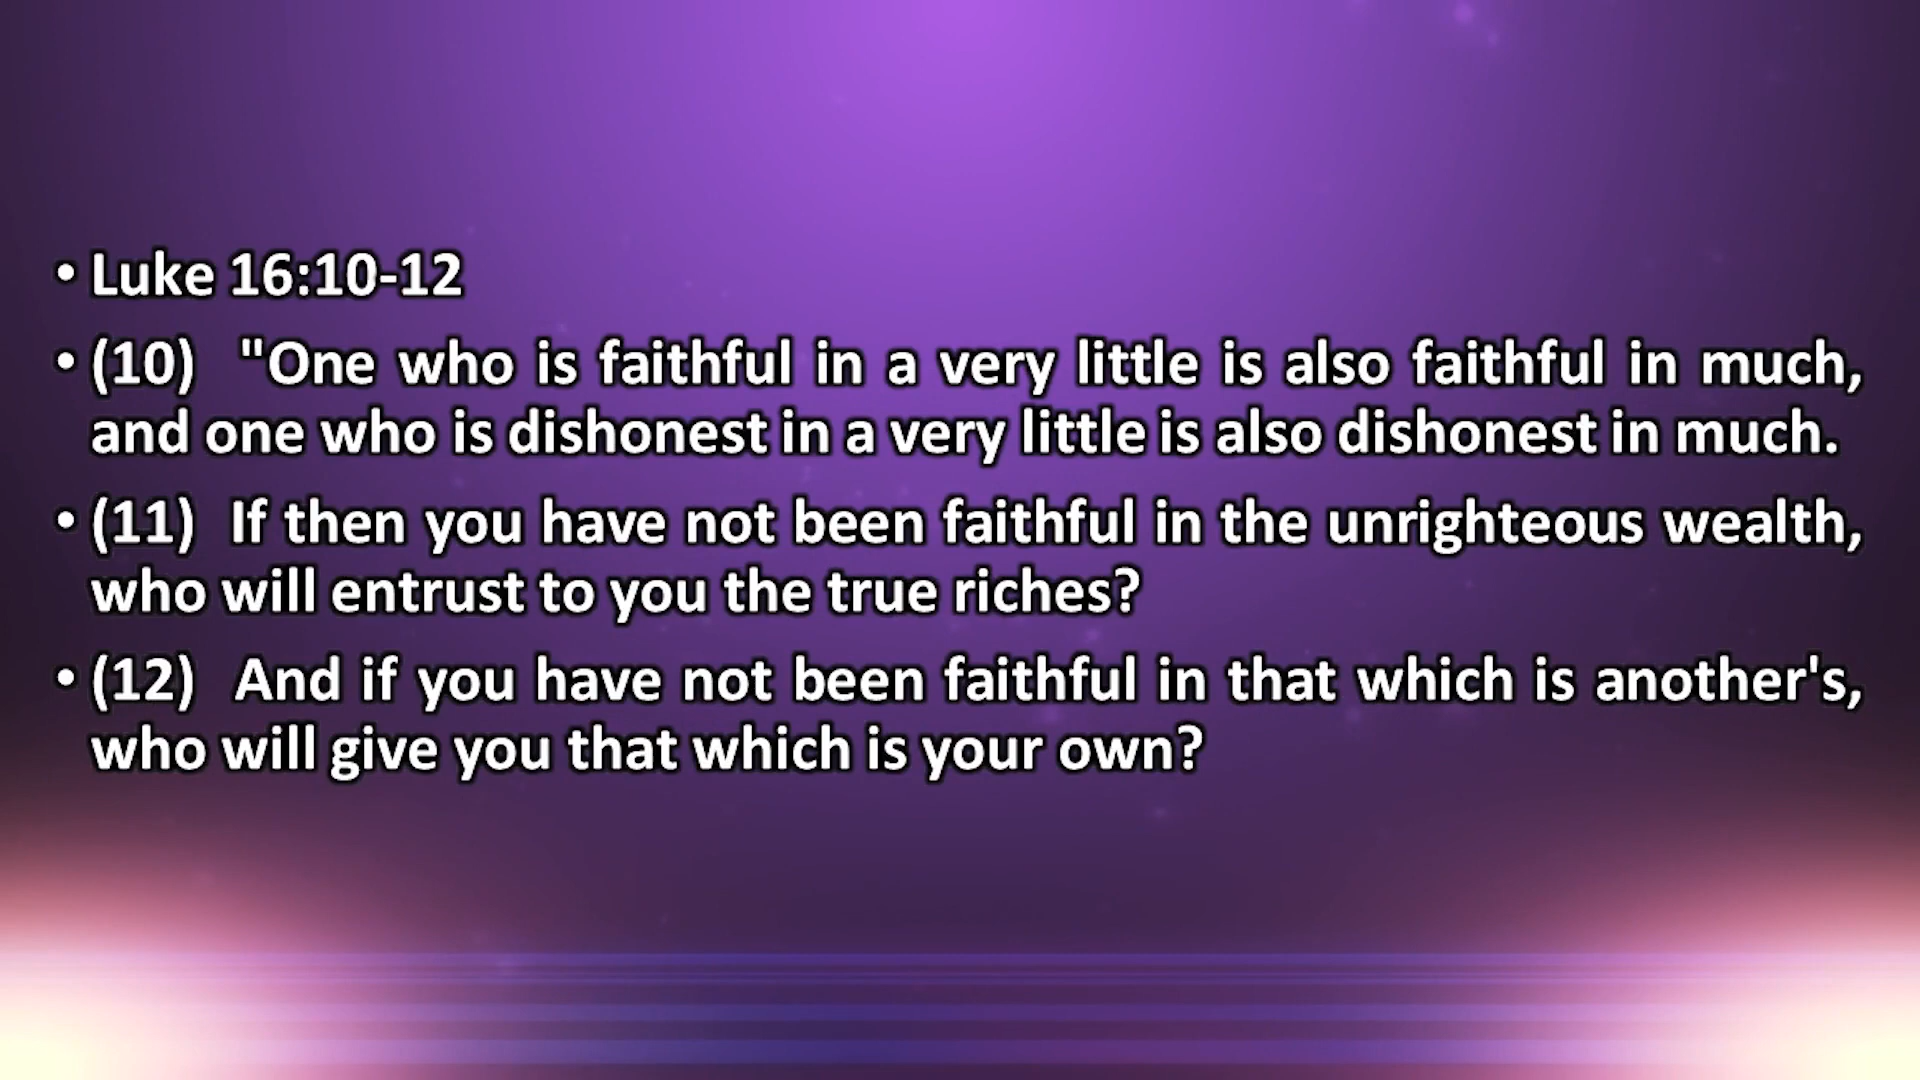 • Luke 16:10-12
• (10) "One who is faithful in a very little is also faithful in much,
and one who is dishonest in a very little is also dishonest in much.
• (11) If then you have not been faithful in the unrighteous wealth,
who will entrust to you the true riches?
• (12) And if you have not been faithful in that which is another's,
who will give you that which is your own?